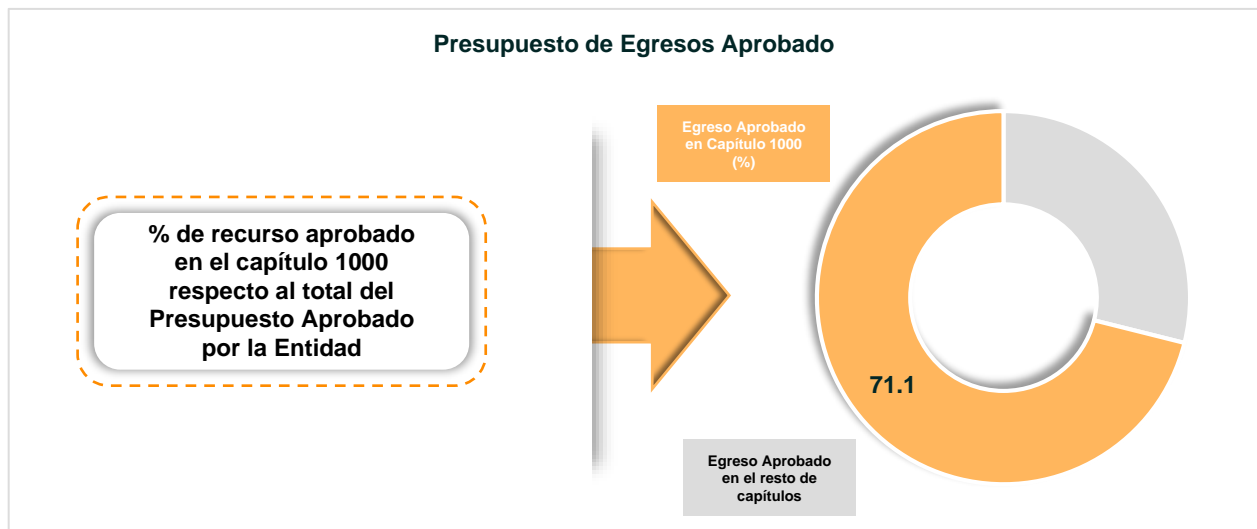 Presupuesto de Egresos Aprobado
% de recurso aprobado
en el capítulo 1000
respecto al total del
Presupuesto Aprobado
por la Entidad
Egreso Aprobado
en Capítulo 1000
(%)
71.1
Egreso Aprobado
en el resto de
capítulos